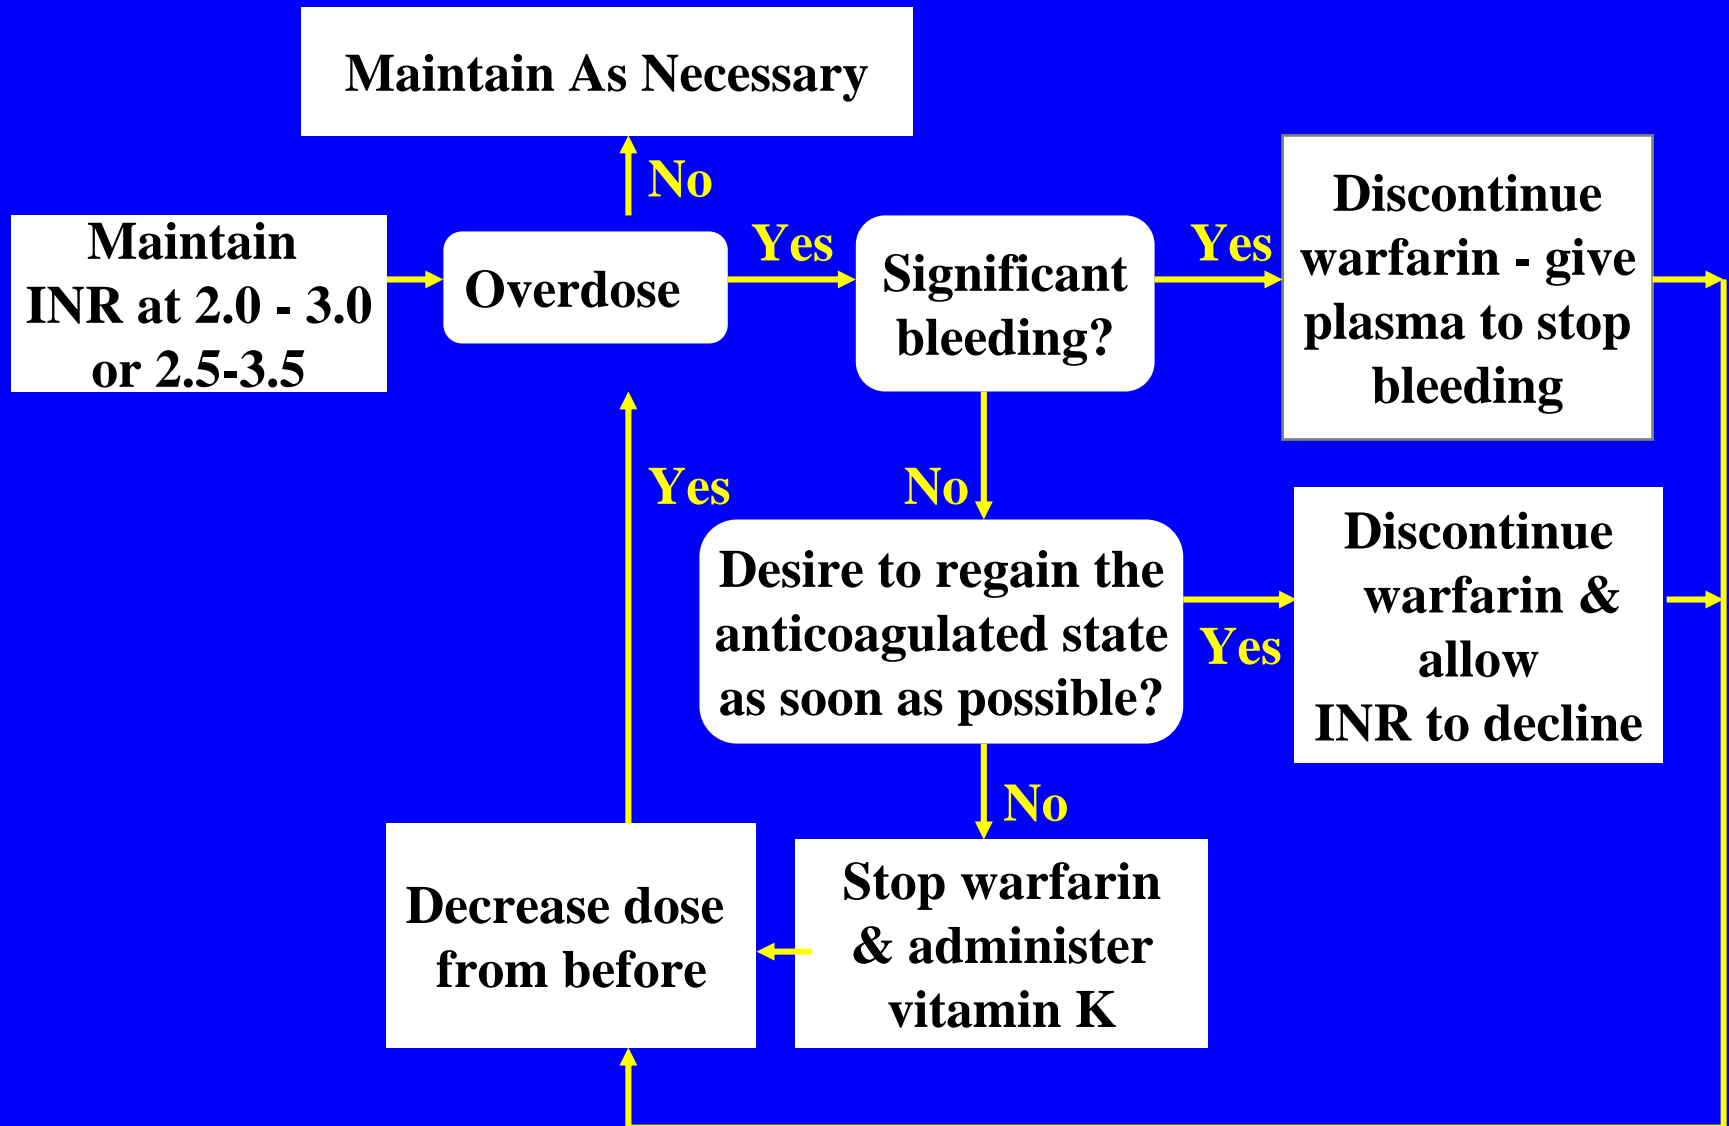 Maintain As Necessary
No
Maintain
INR at 2.0 - 3.0
or 2.5-3.5
Overdose
Yes
Significant
bleeding?
Yes
Discontinue
warfarin - give
plasma to stop
bleeding
Yes
No
Desire to regain the
anticoagulated state
as soon as possible?
Yes
Discontinue
warfarin &
allow
INR to decline
No
Decrease dose
from before
Stop warfarin
& administer
vitamin K